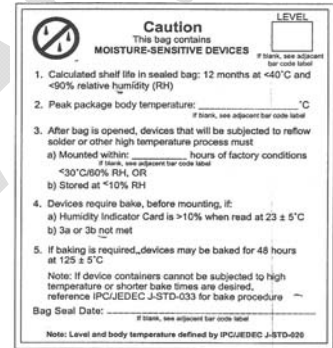 LEVEL
Caution
This bag contains
MOISTURE-SENSITIVE DEVICES
If blank, see adjacent
bar code label
1. Calculated shelf life in sealed bag: 12 months at <40°C and
<90% relative humidity (RH)
2. Peak package body temperature: ____________ °C
If blank, see adjacent bar code label
3. After bag is opened, devices that will be subjected to reflow
solder or other high temperature process must
a) Mounted within: ________ hours of factory conditions
If blank, see adjacent bar code label
<30°C/60% RH, OR
b) Stored at <10% RH
4. Devices require bake, before mounting, if:
a) Humidity Indicator Card is >10% when read at 23 ± 5°C
b) 3a or 3b not met
5. If baking is required, devices may be baked for 48 hours
at 125 ± 5°C
Note: If device containers cannot be subjected to high
temperature or shorter bake times are desired,
reference IPC/JEDEC J-STD-033 for bake procedure
Bag Seal Date: ____________
If blank, see adjacent bar code label
Note: Level and body temperature defined by IPC/JEDEC J-STD-020